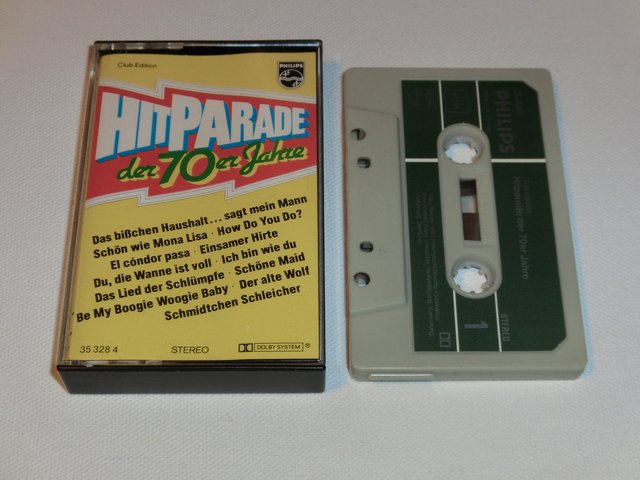 Club Edition
PHILIPS
HITPARADE
der 70er Jahre
Das bißchen Haushalt... sagt mein Mann
Schön wie Mona Lisa · How Do You Do?
El cóndor pasa · Einsamer Hirte
Du, die Wanne ist voll · Ich bin wie du
Das Lied der Schlümpfe · Schöne Maid
Be My Boogie Woogie Baby · Der alte Wolf
Schmidtchen Schleicher
35 328 4
STEREO
DOLBY SYSTEM ®
PHILIPS
Hitparade der 70er Jahre
STEREO
1